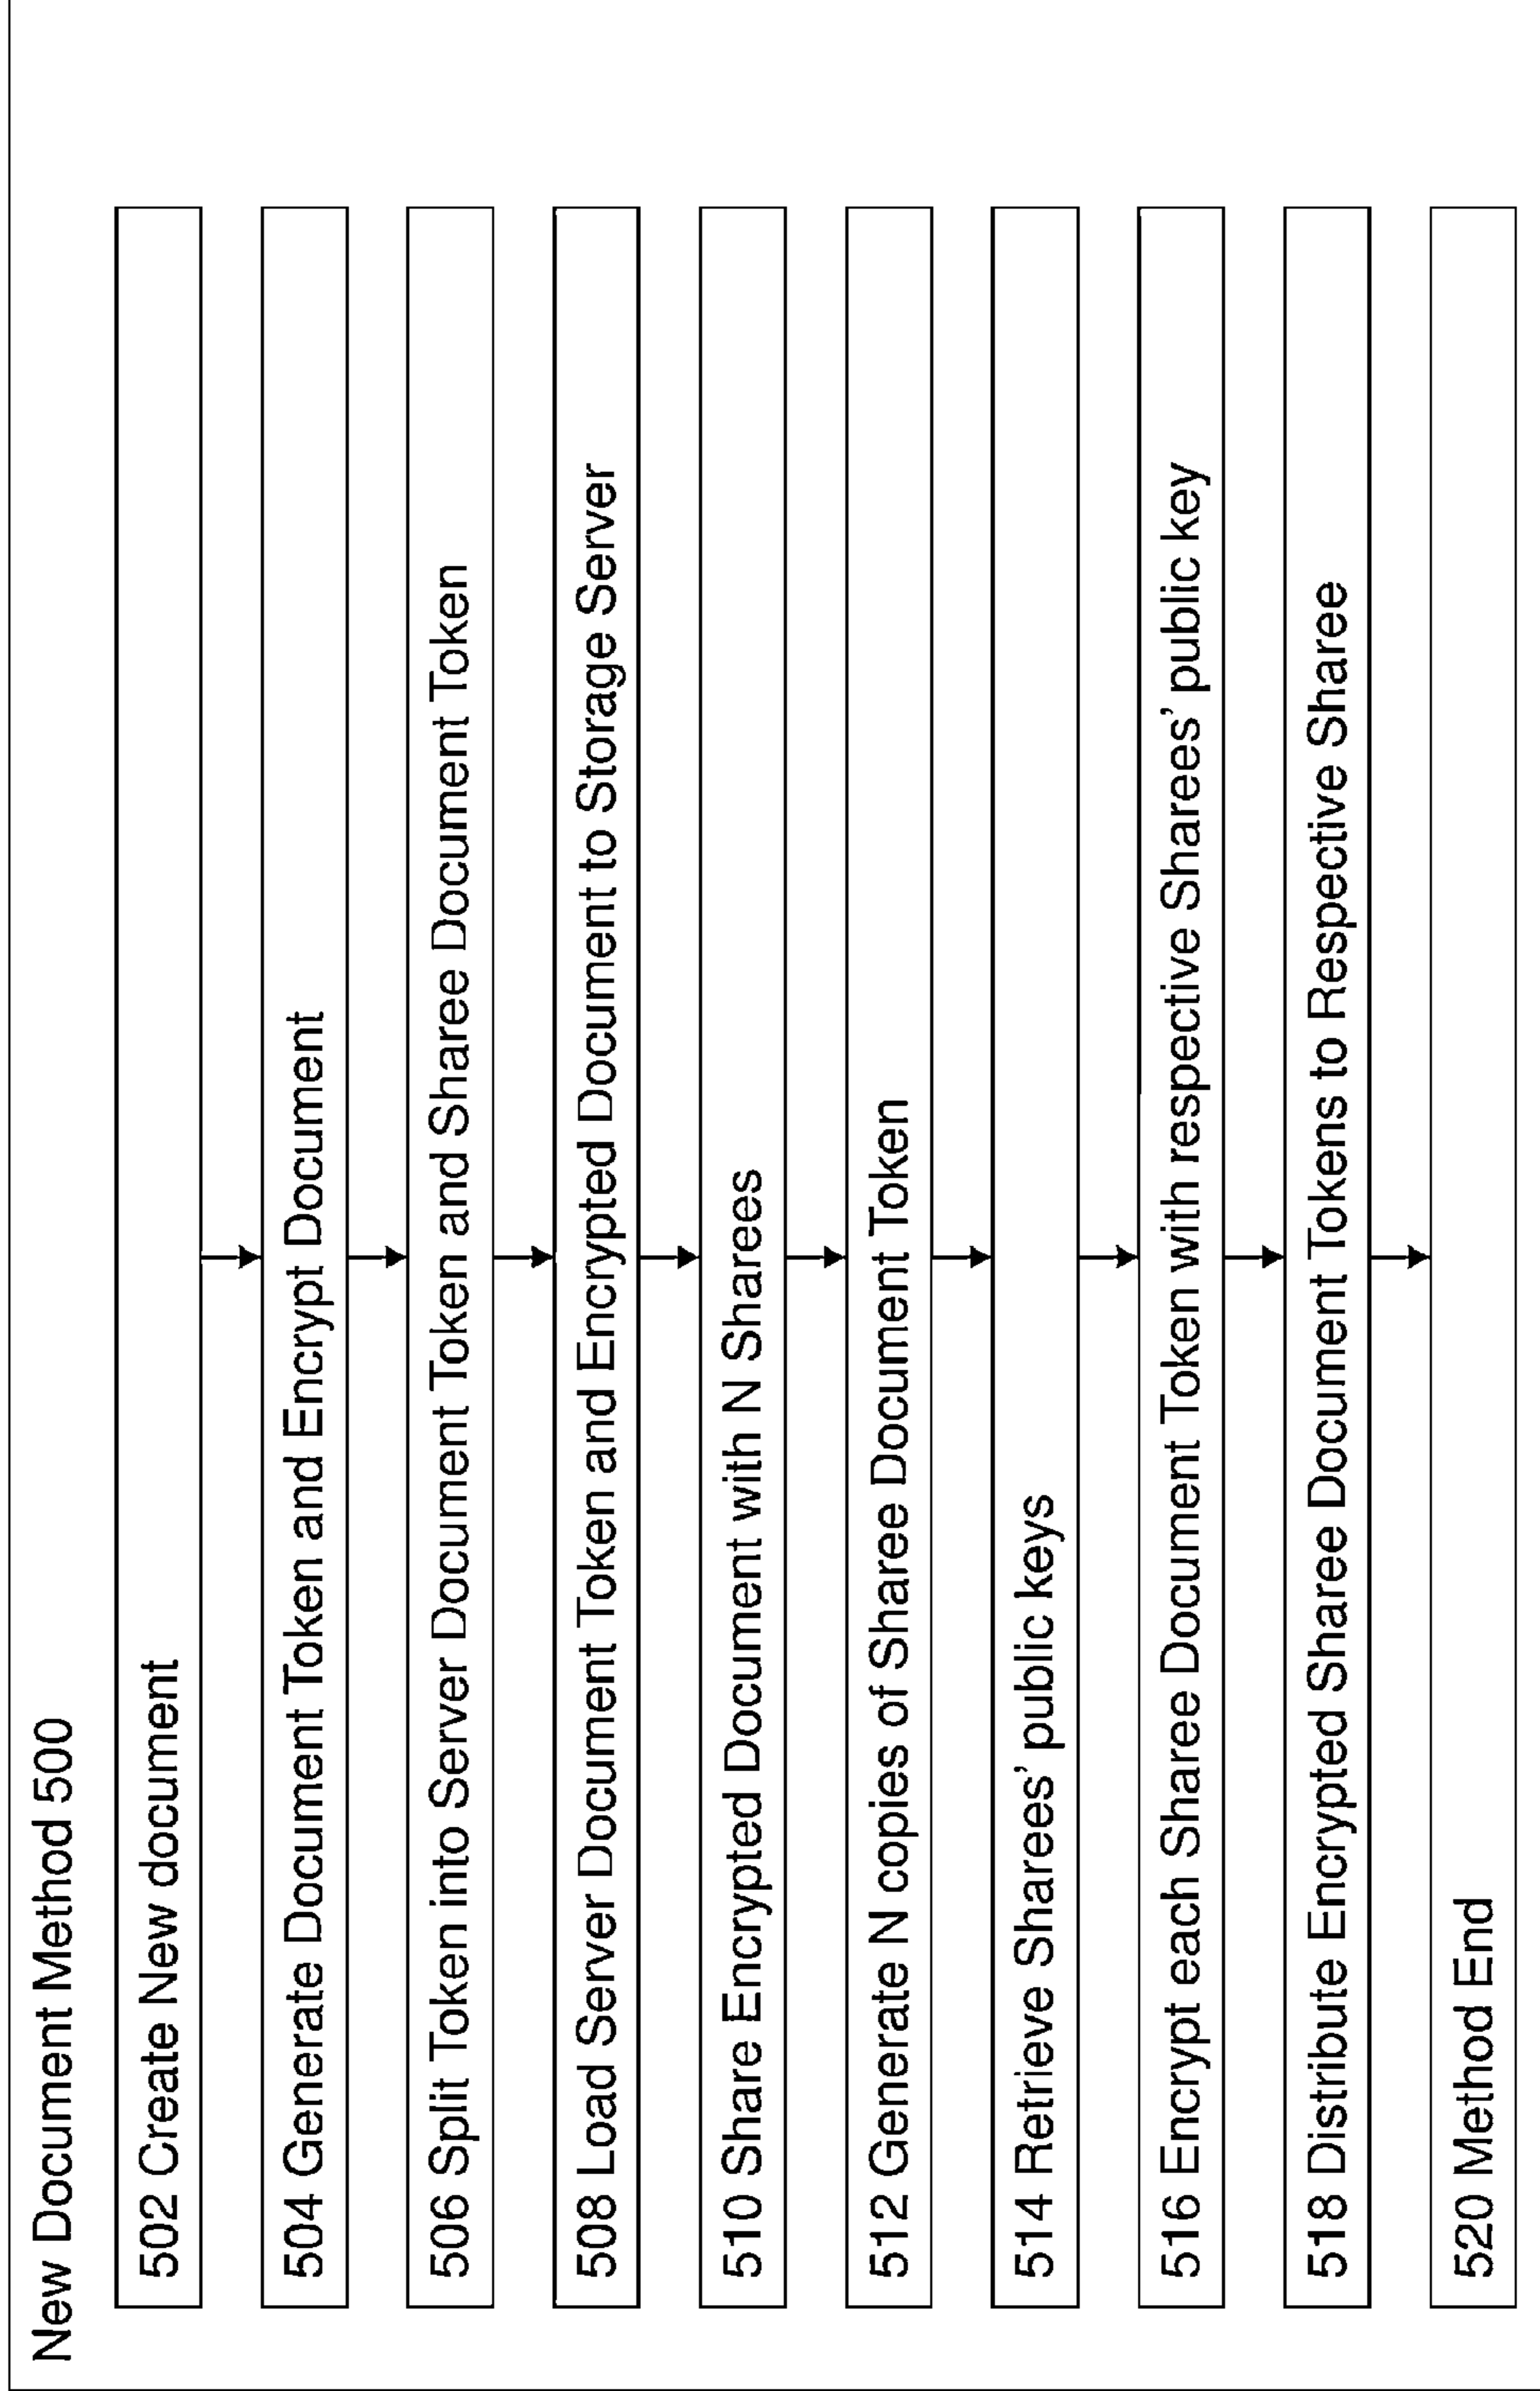 New Document Method 500
502 Create New document
504 Generate Document Token and Encrypt Document
506 Split Token into Server Document Token and Sharee Document Token
508 Load Server Document Token and Encrypted Document to Storage Server
510 Share Encrypted Document with N Sharees
512 Generate N copies of Sharee Document Token
514 Retrieve Sharees’ public keys
516 Encrypt each Sharee Document Token with respective Sharees’ public key
518 Distribute Encrypted Sharee Document Tokens to Respective Sharee
520 Method End